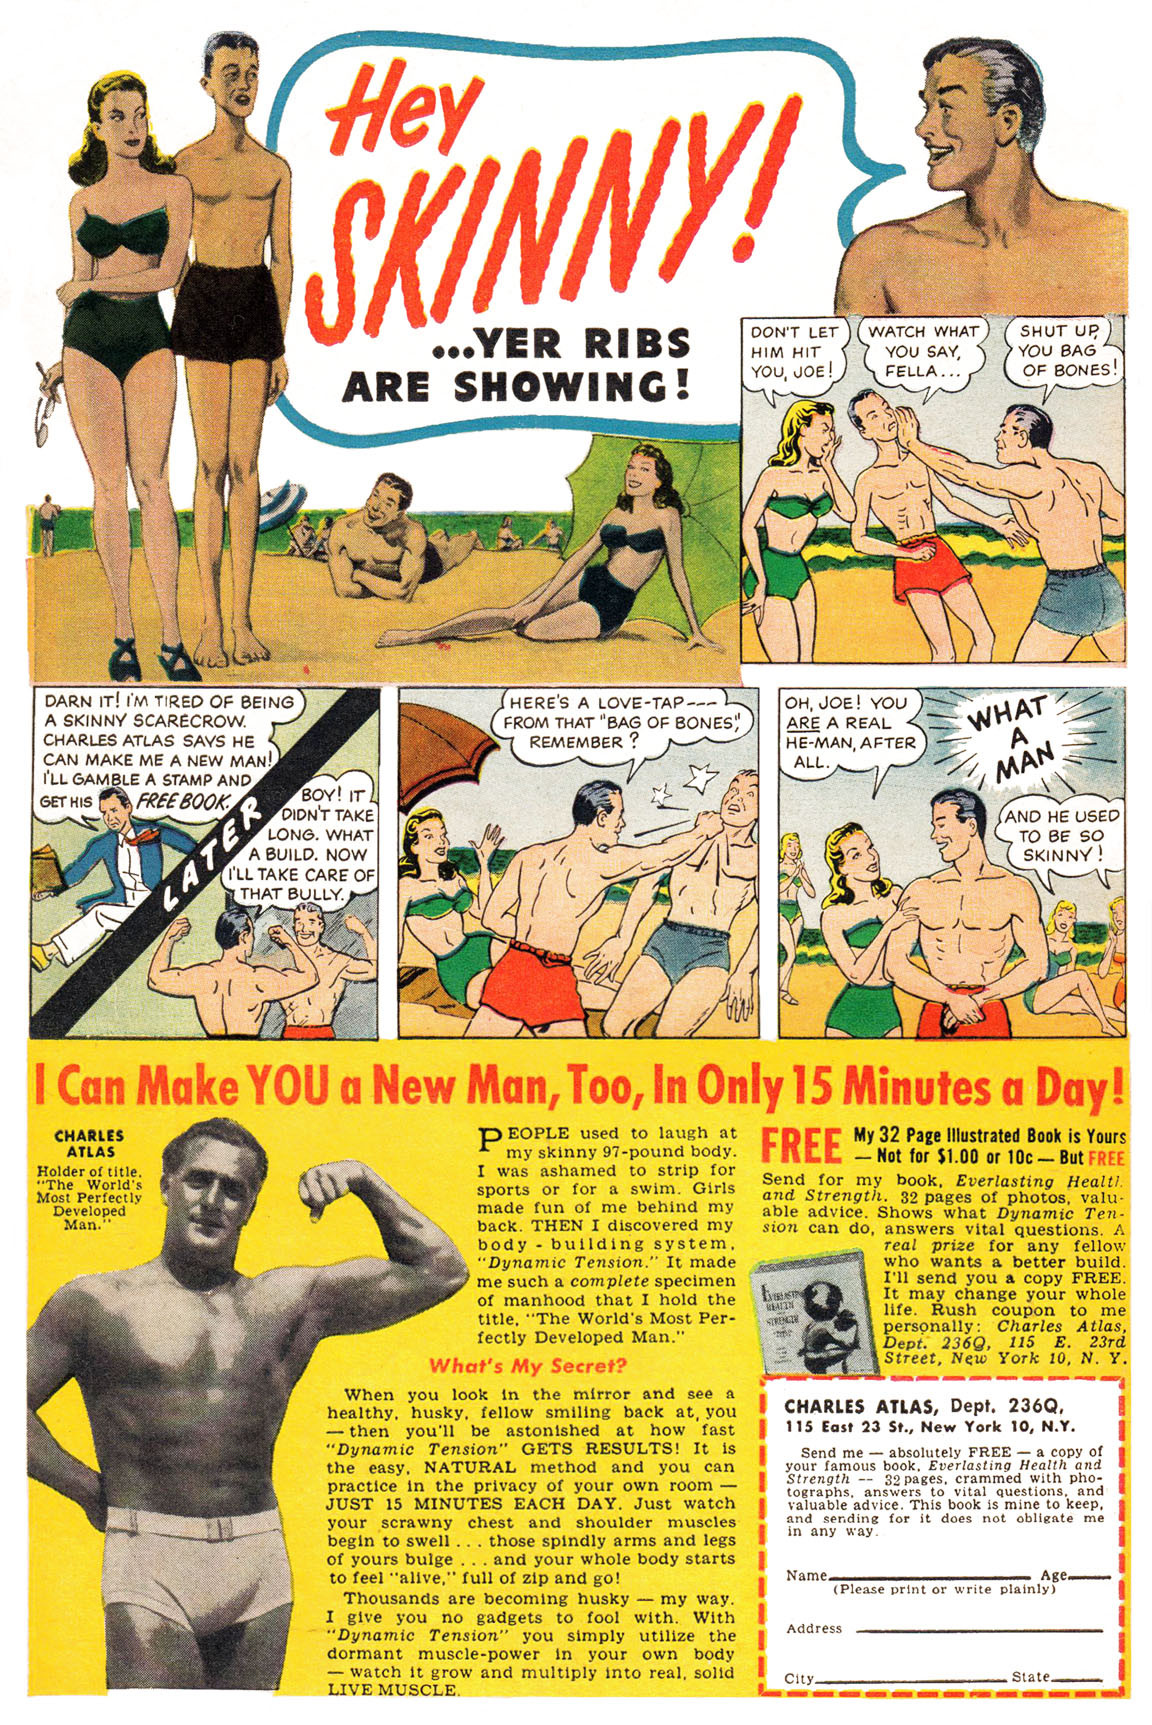 Hey
SKINNY!
...YER RIBS
ARE SHOWING!
DON'T LET
HIM HIT
YOU, JOE!
WATCH WHAT
YOU SAY,
FELLA...
SHUT UP,
YOU BAG
OF BONES!
DARN IT! I'M TIRED OF BEING
A SKINNY SCARECROW.
CHARLES ATLAS SAYS HE
CAN MAKE ME A NEW MAN!
I'LL GAMBLE A STAMP AND
GET HIS FREE BOOK.
LATER
BOY! IT
DIDN'T TAKE
LONG. WHAT
A BUILD. NOW
I'LL TAKE CARE OF
THAT BULLY.
HERE'S A LOVE-TAP---
FROM THAT "BAG OF BONES",
REMEMBER?
OH, JOE! YOU
ARE A REAL
HE-MAN, AFTER
ALL.
WHAT
A
MAN
AND HE USED
TO BE SO
SKINNY!
I Can Make YOU a New Man, Too, In Only 15 Minutes a Day!
CHARLES
ATLAS
Holder of title,
"The World's
Most Perfectly
Developed
Man."
PEOPLE used to laugh at
my skinny 97-pound body.
I was ashamed to strip for
sports or for a swim. Girls
made fun of me behind my
back. THEN I discovered my
body - building system,
"Dynamic Tension." It made
me such a complete specimen
of manhood that I hold the
title, "The World's Most Per-
fectly Developed Man."
What's My Secret?
When you look in the mirror and see a
healthy, husky, fellow smiling back at, you
— then you'll be astonished at how fast
"Dynamic Tension" GETS RESULTS! It is
the easy, NATURAL method and you can
practice in the privacy of your own room —
JUST 15 MINUTES EACH DAY. Just watch
your scrawny chest and shoulder muscles
begin to swell . . . those spindly arms and legs
of yours bulge . . . and your whole body starts
to feel "alive," full of zip and go!
Thousands are becoming husky — my way.
I give you no gadgets to fool with. With
"Dynamic Tension" you simply utilize the
dormant muscle-power in your own body
— watch it grow and multiply into real, solid
LIVE MUSCLE.
FREE My 32 Page Illustrated Book is Yours
— Not for $1.00 or 10c — But FREE
Send for my book, Everlasting Health
and Strength. 32 pages of photos, valu-
able advice. Shows what Dynamic Ten-
sion can do, answers vital questions. A
real prize for any fellow
who wants a better build.
I'll send you a copy FREE.
It may change your whole
life. Rush coupon to me
personally: Charles Atlas,
Dept. 236Q, 115 E. 23rd
Street, New York 10, N. Y.
EVERLASTING
HEALTH
STRENGTH
CHARLES ATLAS, Dept. 236Q,
115 East 23 St., New York 10, N.Y.
Send me — absolutely FREE — a copy of
your famous book, Everlasting Health and
Strength -- 32 pages, crammed with pho-
tographs, answers to vital questions, and
valuable advice. This book is mine to keep,
and sending for it does not obligate me
in any way.
Name Age
(Please print or write plainly)
Address
City State